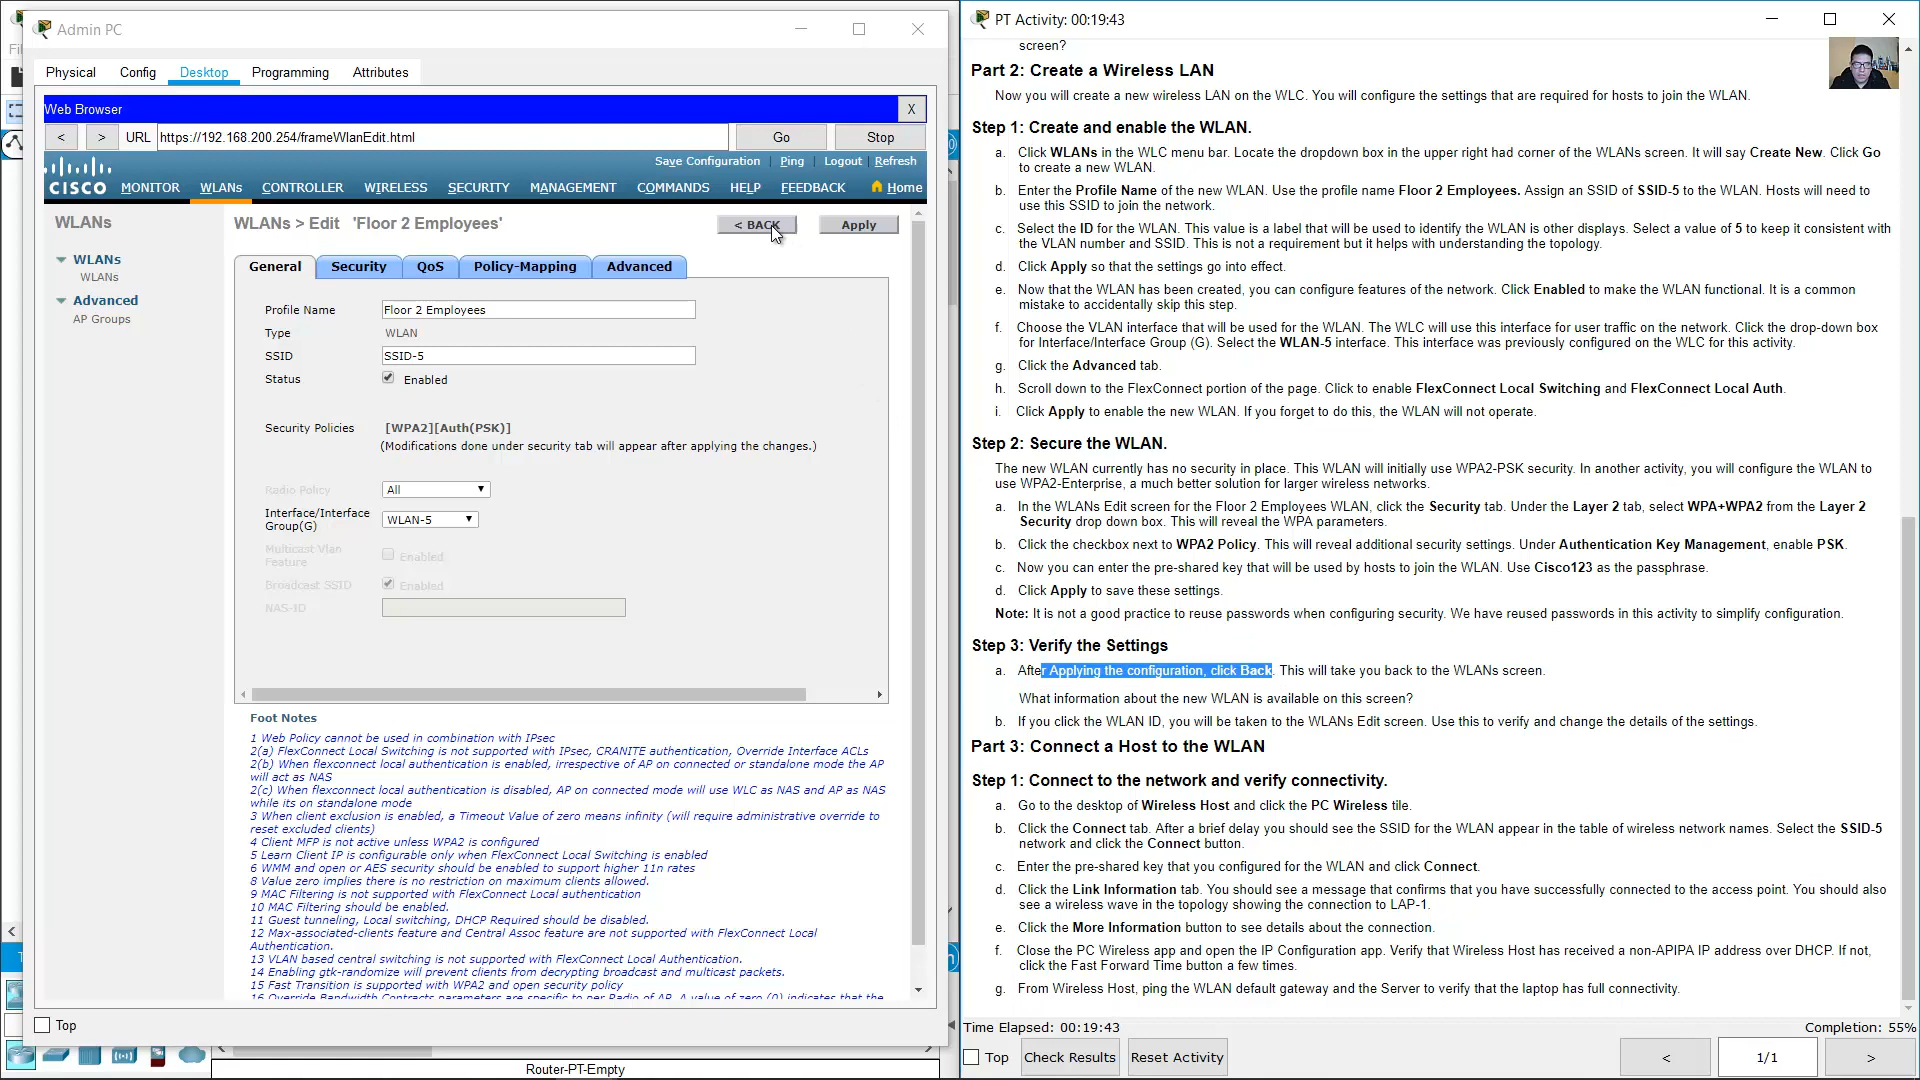 Admin PC
Physical Config Desktop Programming Attributes
Web Browser X
< > URL https://192.168.200.254/frameWlanEdit.html Go Stop
Save Configuration Ping Logout Refresh
CISCO MONITOR WLANs CONTROLLER WIRELESS SECURITY MANAGEMENT COMMANDS HELP FEEDBACK Home
WLANs
WLANs > Edit 'Floor 2 Employees'
< BACK Apply
WLANs
WLANs
Advanced
AP Groups
General Security QoS Policy-Mapping Advanced
Profile Name Floor 2 Employees
Type WLAN
SSID SSID-5
Status Enabled
Security Policies [WPA2][Auth(PSK)]
(Modifications done under security tab will appear after applying the changes.)
Radio Policy All
Interface/Interface
Group(G) WLAN-5
Multicast Vlan
Feature Enabled
Broadcast SSID Enabled
NAS-ID
Foot Notes
1 Web Policy cannot be used in combination with IPsec
2(a) FlexConnect Local Switching is not supported with IPsec, CRANITE authentication, Override Interface ACLs
2(b) When flexconnect local authentication is enabled, irrespective of AP on connected or standalone mode the AP
will act as NAS
2(c) When flexconnect local authentication is disabled, AP on connected mode will use WLC as NAS and AP as NAS
while its on standalone mode
3 When client exclusion is enabled, a Timeout Value of zero means infinity (will require administrative override to
reset excluded clients)
4 Client MFP is not active unless WPA2 is configured
5 Learn Client IP is configurable only when FlexConnect Local Switching is enabled
6 WMM and open or AES security should be enabled to support higher 11n rates
8 Value zero implies there is no restriction on maximum clients allowed.
9 MAC Filtering is not supported with FlexConnect Local authentication
10 MAC Filtering should be enabled.
11 Guest tunneling, Local switching, DHCP Required should be disabled.
12 Max-associated-clients feature and Central Assoc feature are not supported with FlexConnect Local
Authentication.
13 VLAN based central switching is not supported with FlexConnect Local Authentication.
14 Enabling gtk-randomize will prevent clients from decrypting broadcast and multicast packets.
15 Fast Transition is supported with WPA2 and open security policy
16 Override Bandwidth Contracts parameters are specific to per Radio of AP. A value of zero (0) indicates that the
Top
Router-PT-Empty
PT Activity: 00:19:43
screen?
Part 2: Create a Wireless LAN
Now you will create a new wireless LAN on the WLC. You will configure the settings that are required for hosts to join the WLAN.
Step 1: Create and enable the WLAN.
a. Click WLANs in the WLC menu bar. Locate the dropdown box in the upper right had corner of the WLANs screen. It will say Create New. Click Go
to create a new WLAN.
b. Enter the Profile Name of the new WLAN. Use the profile name Floor 2 Employees. Assign an SSID of SSID-5 to the WLAN. Hosts will need to
use this SSID to join the network.
c. Select the ID for the WLAN. This value is a label that will be used to identify the WLAN is other displays. Select a value of 5 to keep it consistent with
the VLAN number and SSID. This is not a requirement but it helps with understanding the topology.
d. Click Apply so that the settings go into effect.
e. Now that the WLAN has been created, you can configure features of the network. Click Enabled to make the WLAN functional. It is a common
mistake to accidentally skip this step.
f. Choose the VLAN interface that will be used for the WLAN. The WLC will use this interface for user traffic on the network. Click the drop-down box
for Interface/Interface Group (G). Select the WLAN-5 interface. This interface was previously configured on the WLC for this activity.
g. Click the Advanced tab.
h. Scroll down to the FlexConnect portion of the page. Click to enable FlexConnect Local Switching and FlexConnect Local Auth.
i. Click Apply to enable the new WLAN. If you forget to do this, the WLAN will not operate.
Step 2: Secure the WLAN.
The new WLAN currently has no security in place. This WLAN will initially use WPA2-PSK security. In another activity, you will configure the WLAN to
use WPA2-Enterprise, a much better solution for larger wireless networks.
a. In the WLANs Edit screen for the Floor 2 Employees WLAN, click the Security tab. Under the Layer 2 tab, select WPA+WPA2 from the Layer 2
Security drop down box. This will reveal the WPA parameters.
b. Click the checkbox next to WPA2 Policy. This will reveal additional security settings. Under Authentication Key Management, enable PSK.
c. Now you can enter the pre-shared key that will be used by hosts to join the WLAN. Use Cisco123 as the passphrase.
d. Click Apply to save these settings.
Note: It is not a good practice to reuse passwords when configuring security. We have reused passwords in this activity to simplify configuration.
Step 3: Verify the Settings
a. After Applying the configuration, click Back. This will take you back to the WLANs screen.
What information about the new WLAN is available on this screen?
b. If you click the WLAN ID, you will be taken to the WLANs Edit screen. Use this to verify and change the details of the settings.
Part 3: Connect a Host to the WLAN
Step 1: Connect to the network and verify connectivity.
a. Go to the desktop of Wireless Host and click the PC Wireless tile.
b. Click the Connect tab. After a brief delay you should see the SSID for the WLAN appear in the table of wireless network names. Select the SSID-5
network and click the Connect button.
c. Enter the pre-shared key that you configured for the WLAN and click Connect.
d. Click the Link Information tab. You should see a message that confirms that you have successfully connected to the access point. You should also
see a wireless wave in the topology showing the connection to LAP-1.
e. Click the More Information button to see details about the connection.
f. Close the PC Wireless app and open the IP Configuration app. Verify that Wireless Host has received a non-APIPA IP address over DHCP. If not,
click the Fast Forward Time button a few times.
g. From Wireless Host, ping the WLAN default gateway and the Server to verify that the laptop has full connectivity.
Time Elapsed: 00:19:43 Completion: 55%
Top Check Results Reset Activity < 1/1 >